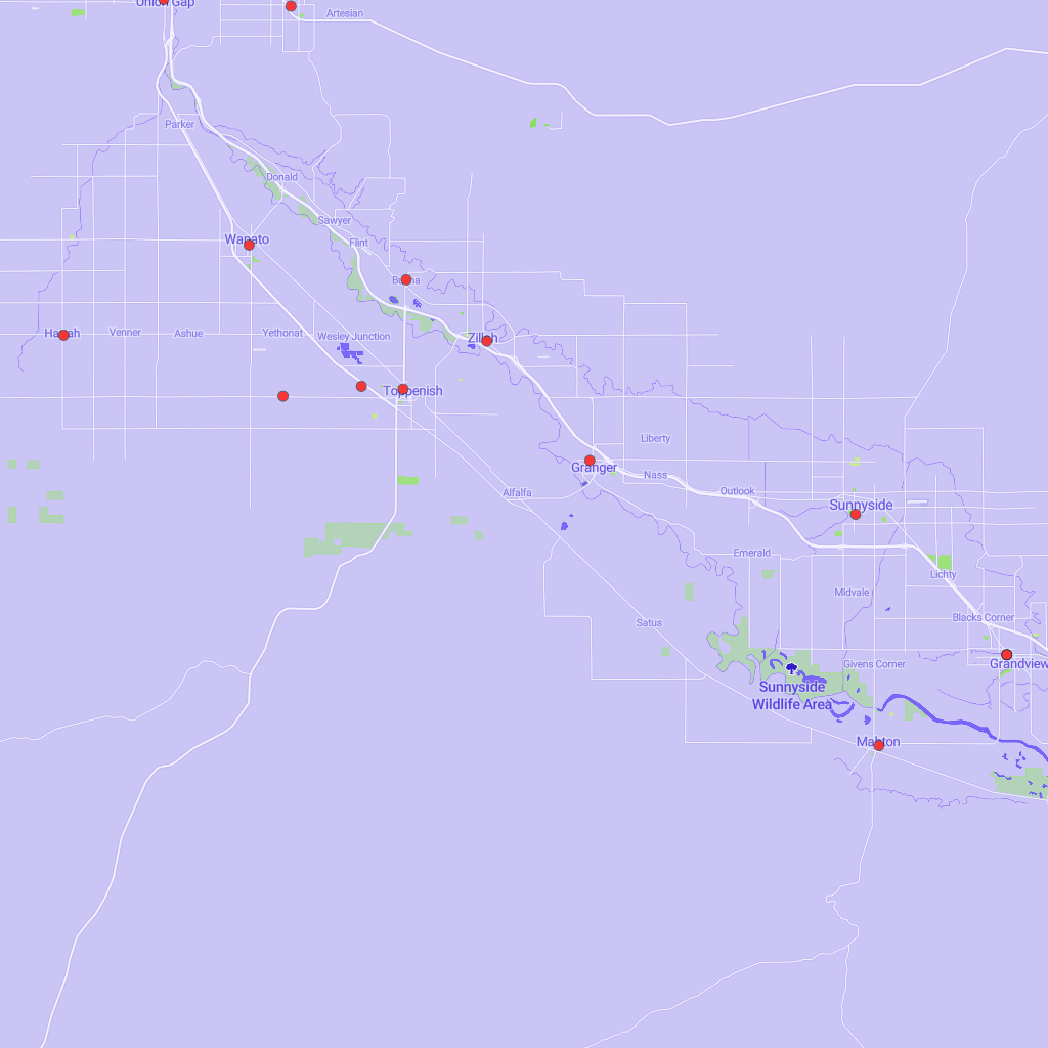 Union Gap
Artesian
Parker
Donald
Sawyer
Wapato
Flint
Buena
Harrah
Venner
Ashue
Yethonat
Wesley Junction
Zillah
Toppenish
Liberty
Granger
Nass
Outlook
Alfalfa
Sunnyside
Emerald
Lichty
Midvale
Blacks Corner
Satus
Givens Corner
Grandview
Sunnyside
Wildlife Area
Mabton